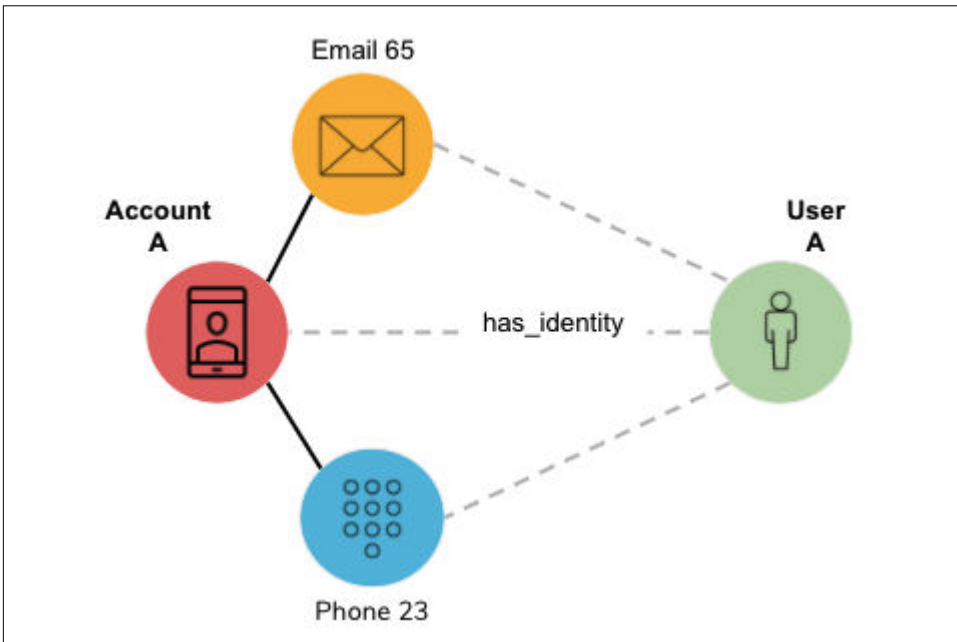 Email 65
Account
A
User
A
has_identity
Phone 23